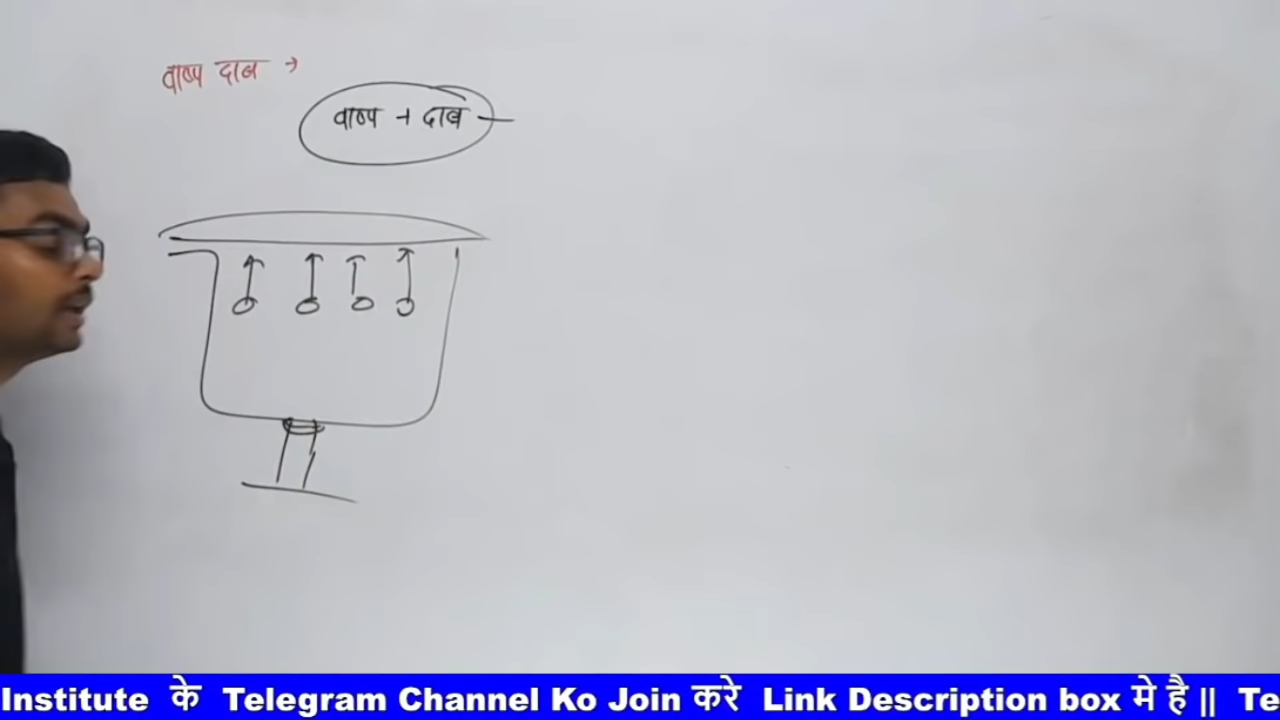 वाष्प दाब →
वाष्प + दाब —
Institute के Telegram Channel Ko Join करे Link Description box मे है || Te